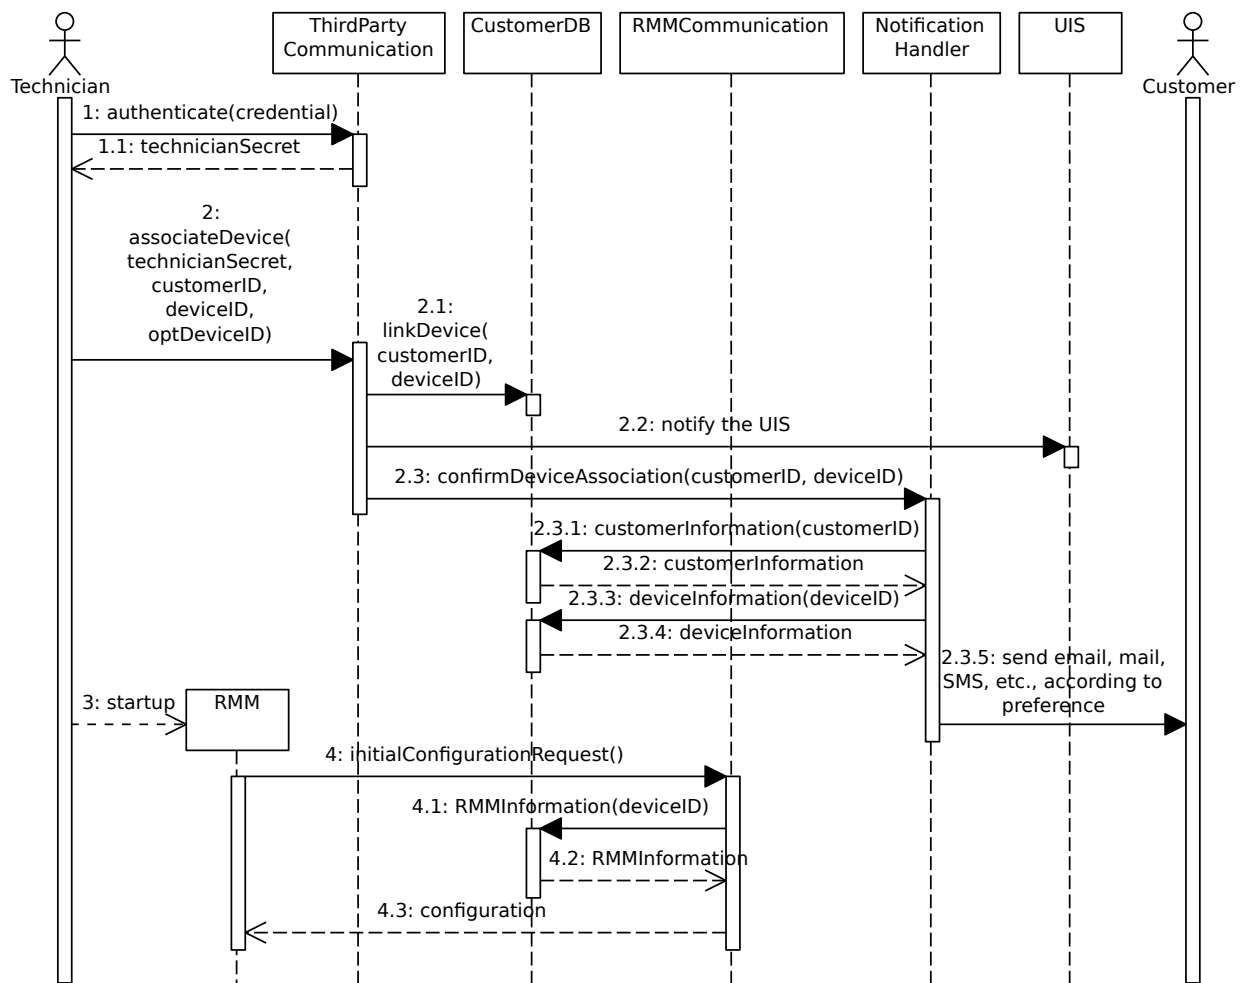 ThirdParty
Communication
CustomerDB
RMMCommunication
Notification
Handler
UIS
Technician
Customer
1: authenticate(credential)
1.1: technicianSecret
2:
associateDevice(
technicianSecret,
customerID,
deviceID,
optDeviceID)
2.1:
linkDevice(
customerID,
deviceID)
2.2: notify the UIS
2.3: confirmDeviceAssociation(customerID, deviceID)
2.3.1: customerInformation(customerID)
2.3.2: customerInformation
2.3.3: deviceInformation(deviceID)
2.3.4: deviceInformation
2.3.5: send email, mail,
SMS, etc., according to
preference
3: startup
RMM
4: initialConfigurationRequest()
4.1: RMMInformation(deviceID)
4.2: RMMInformation
4.3: configuration